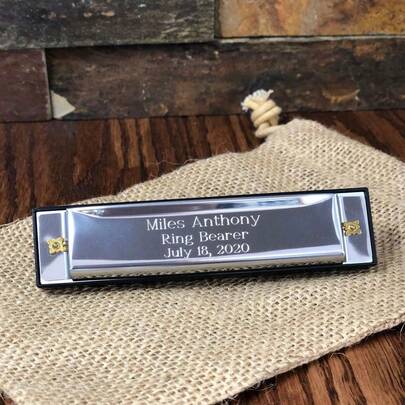 Miles Anthony
Ring Bearer
July 18, 2020